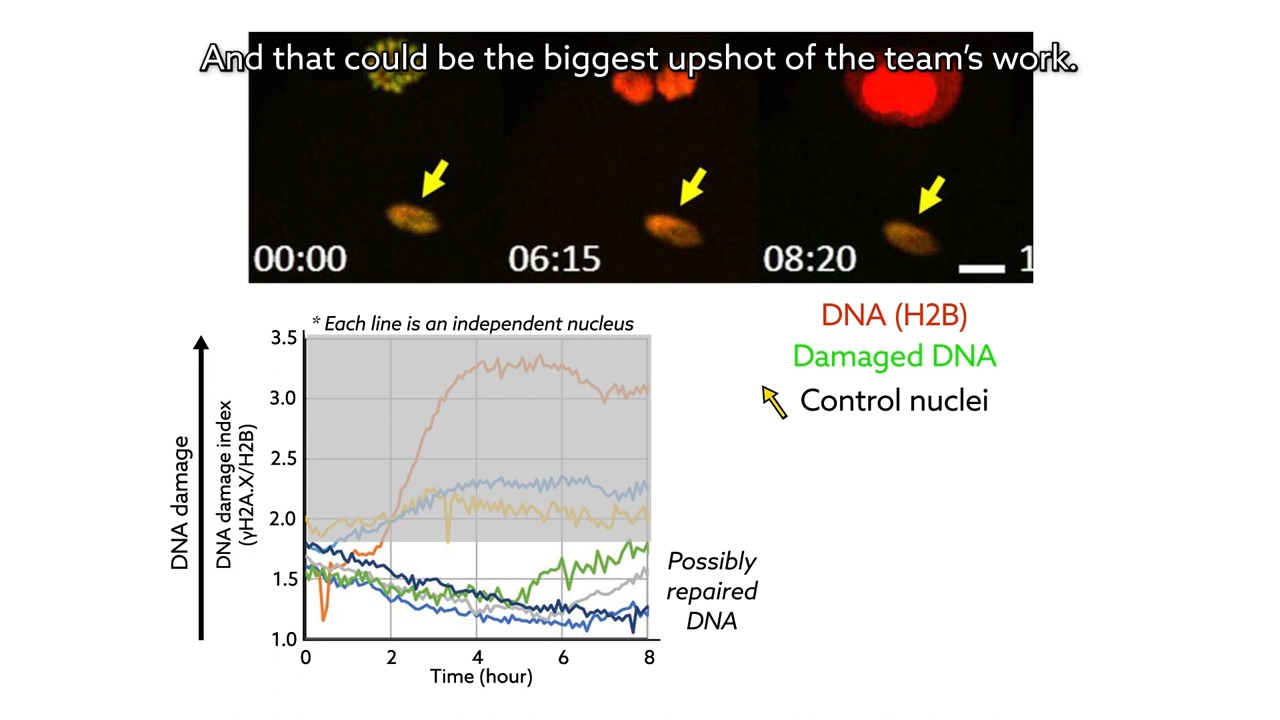 And that could be the biggest upshot of the team's work.
00:00
06:15
08:20
1
DNA (H2B)
Damaged DNA
Control nuclei
* Each line is an independent nucleus
DNA damage
DNA damage index
(γH2A.X/H2B)
3.5
3.0
2.5
2.0
1.5
1.0
0
2
4
6
8
Time (hour)
Possibly
repaired
DNA